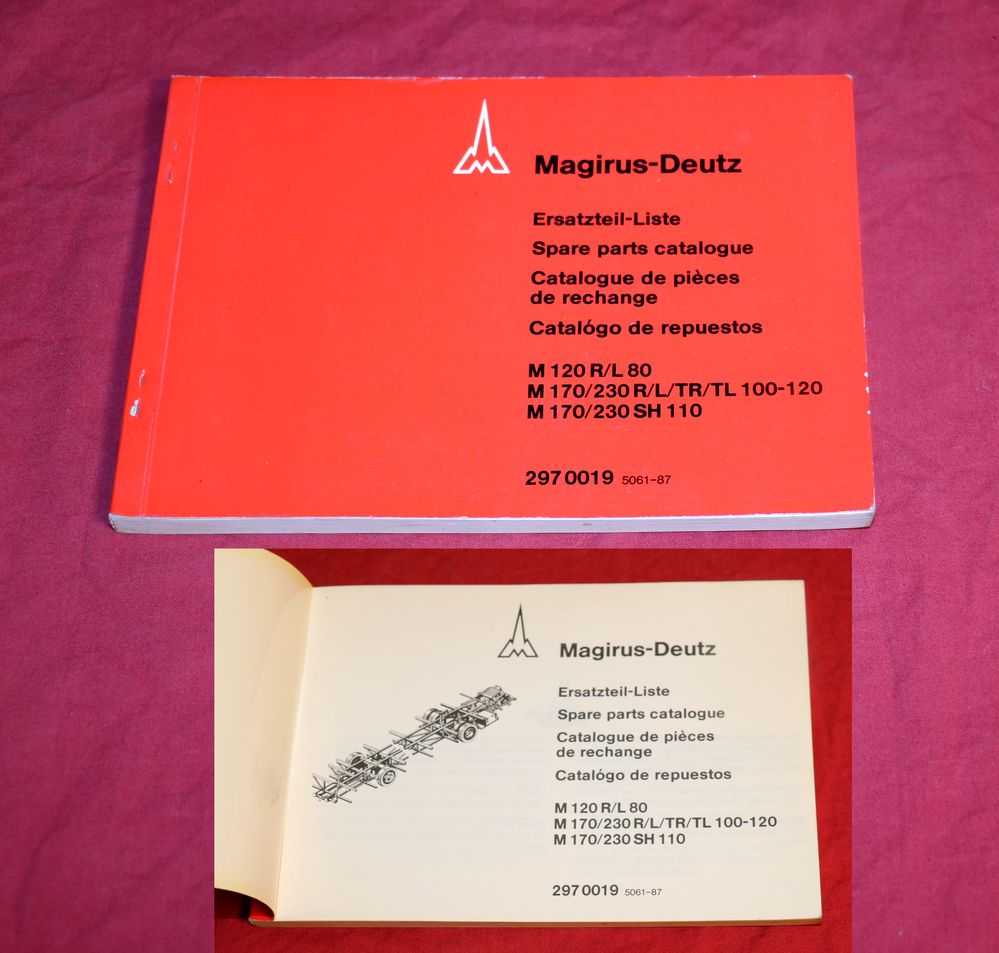 Magirus-Deutz
Ersatzteil-Liste
Spare parts catalogue
Catalogue de pièces
de rechange
Catalógo de repuestos
M 120 R/L 80
M 170/230 R/L/TR/TL 100-120
M 170/230 SH 110
297 0019 5061-87
Magirus-Deutz
Ersatzteil-Liste
Spare parts catalogue
Catalogue de pièces
de rechange
Catalógo de repuestos
M 120 R/L 80
M 170/230 R/L/TR/TL 100-120
M 170/230 SH 110
297 0019 5061-87